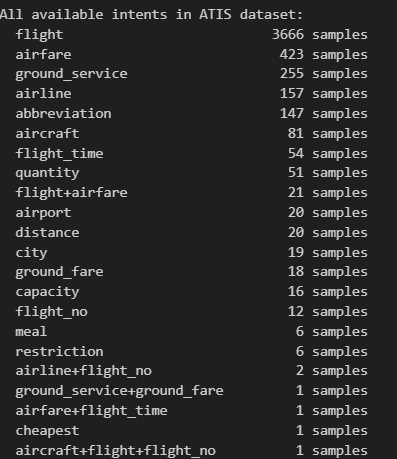 All available intents in ATIS dataset:
flight 3666 samples
airfare 423 samples
ground_service 255 samples
airline 157 samples
abbreviation 147 samples
aircraft 81 samples
flight_time 54 samples
quantity 51 samples
flight+airfare 21 samples
airport 20 samples
distance 20 samples
city 19 samples
ground_fare 18 samples
capacity 16 samples
flight_no 12 samples
meal 6 samples
restriction 6 samples
airline+flight_no 2 samples
ground_service+ground_fare 1 samples
airfare+flight_time 1 samples
cheapest 1 samples
aircraft+flight+flight_no 1 samples